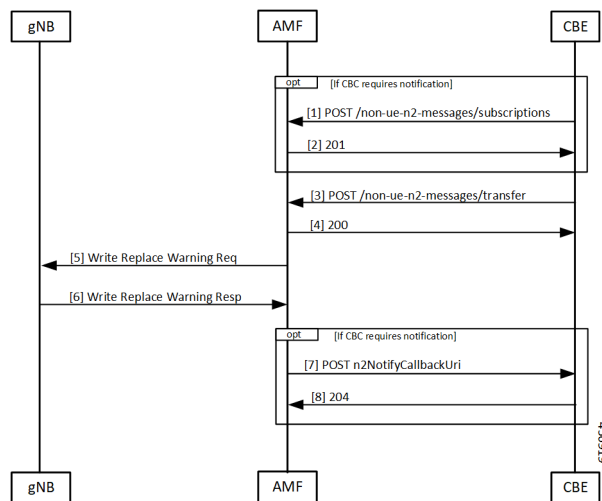 gNB AMF CBE
opt [If CBC requires notification]
[1] POST /non-ue-n2-messages/subscriptions
[2] 201
[3] POST /non-ue-n2-messages/transfer
[4] 200
[5] Write Replace Warning Req
[6] Write Replace Warning Resp
opt [If CBC requires notification]
[7] POST n2NotifyCallbackUri
[8] 204
gNB AMF CBE